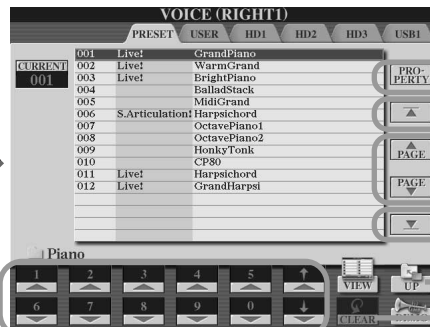 VOICE (RIGHT1)
PRESET USER HD1 HD2 HD3 USB1
CURRENT
001
001 Live! GrandPiano
002 Live! WarmGrand
003 Live! BrightPiano
004 BalladStack
005 MidiGrand
006 S.Articulation! Harpsichord
007 OctavePiano1
008 OctavePiano2
009 HonkyTonk
010 CP80
011 Live! Harpsichord
012 Live! GrandHarpsi
PRO-
PERTY
PAGE
PAGE
Piano
1 2 3 4 5
VIEW UP
6 7 8 9 0
CLEAR